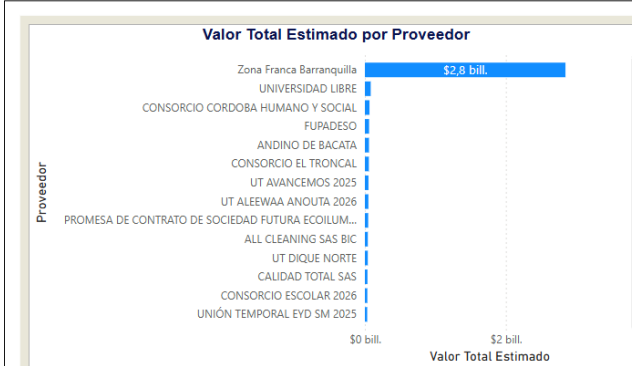 Valor Total Estimado por Proveedor
Zona Franca Barranquilla
$2,8 bill.
UNIVERSIDAD LIBRE
CONSORCIO CORDOBA HUMANO Y SOCIAL
FUPADESO
ANDINO DE BACATA
CONSORCIO EL TRONCAL
UT AVANCEMOS 2025
UT ALEEWAA ANOUTA 2026
PROMESA DE CONTRATO DE SOCIEDAD FUTURA ECOILUM...
ALL CLEANING SAS BIC
UT DIQUE NORTE
CALIDAD TOTAL SAS
CONSORCIO ESCOLAR 2026
UNIÓN TEMPORAL EYD SM 2025
Proveedor
$0 bill.
$2 bill.
Valor Total Estimado